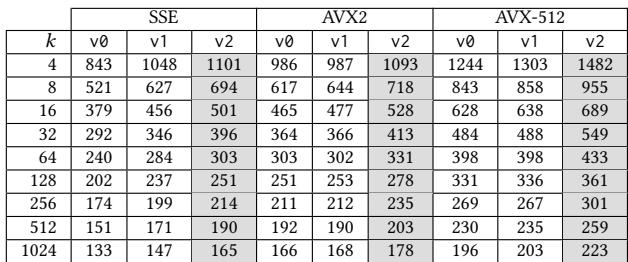 SSE AVX2 AVX-512
k v0 v1 v2 v0 v1 v2 v0 v1 v2
4 843 1048 1101 986 987 1093 1244 1303 1482
8 521 627 694 617 644 718 843 858 955
16 379 456 501 465 477 528 628 638 689
32 292 346 396 364 366 413 484 488 549
64 240 284 303 303 302 331 398 398 433
128 202 237 251 251 253 278 331 336 361
256 174 199 214 211 212 235 269 267 301
512 151 171 190 192 190 203 230 235 259
1024 133 147 165 166 168 178 196 203 223